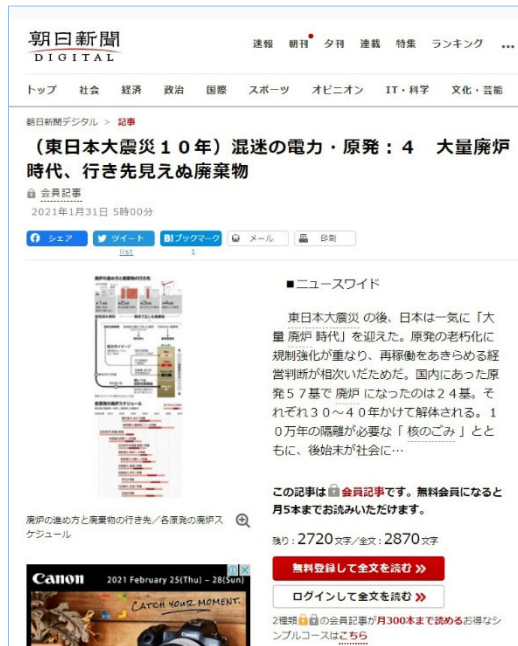 朝日新聞
DIGITAL
速報 朝刊 夕刊 連載 特集 ランキング …
トップ 社会 経済 政治 国際 スポーツ オピニオン IT・科学 文化・芸能
朝日新聞デジタル > 記事
（東日本大震災１０年）混迷の電力・原発：４ 大量廃炉
時代、行き先見えぬ廃棄物
会員記事
2021年1月31日 5時00分
シェア ツイート ブックマーク メール 印刷
list 1
廃炉の進め方と廃棄物の行き先
廃炉の進め方と廃棄物の行き先／各原発の廃炉ス
ケジュール
Canon 2021 February 25(Thu) – 28(Sun)
CATCH YOUR MOMENT.
Canon
■ニュースワイド
東日本大震災 の後、日本は一気に「大
量 廃炉 時代」を迎えた。原発の老朽化に
規制強化が重なり、再稼働をあきらめる経
営判断が相次いだためだ。国内にあった原
発５７基で 廃炉 になったのは２４基。そ
れぞれ３０～４０年かけて解体される。１
０万年の隔離が必要な「 核のごみ 」とと
もに、後始末が社会に…
この記事は会員記事です。無料会員になると
月5本までお読みいただけます。
残り：2720文字／全文：2870文字
無料登録して全文を読む
ログインして全文を読む
2種類の会員記事が月300本まで読めるお得なシ
ンプルコースはこちら